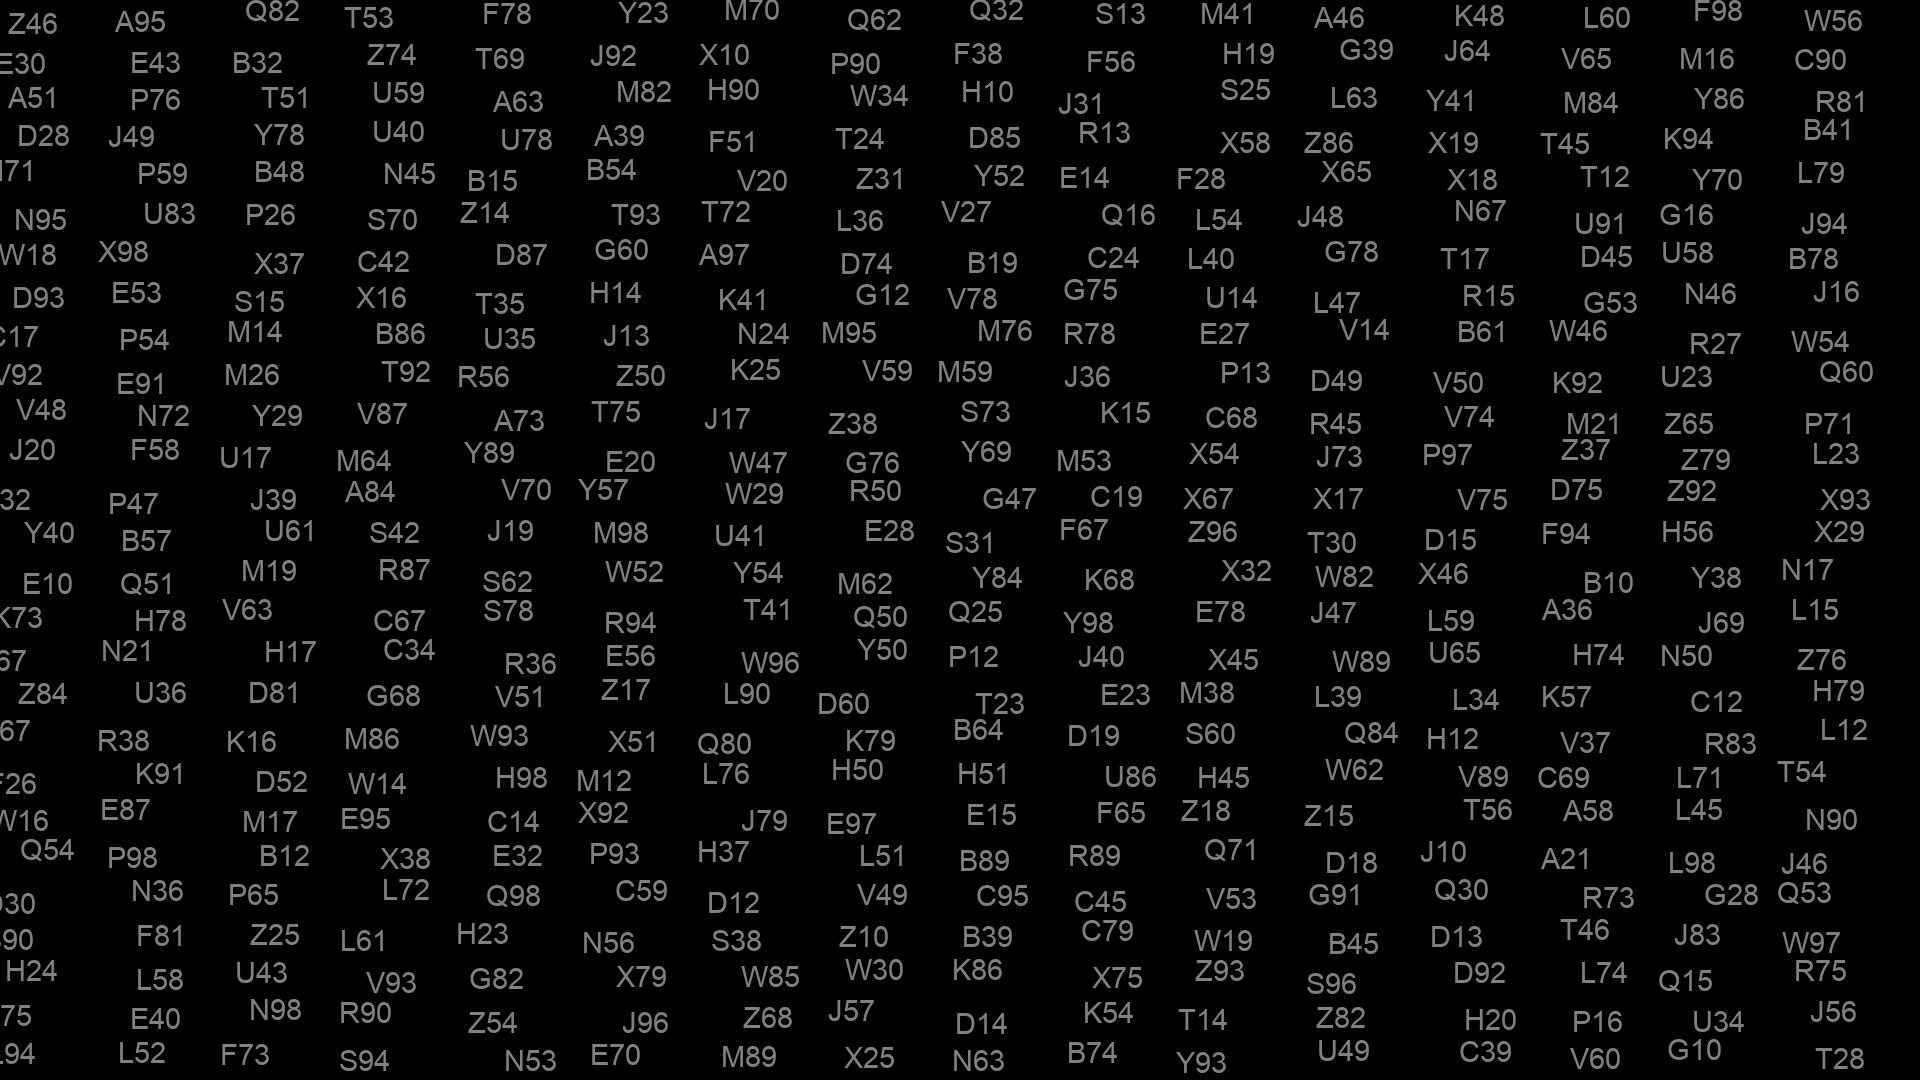 Z46 A95 Q82 T53 F78 Y23 M70 Q62 Q32 S13 M41 A46 K48 L60 F98 W56
E30 E43 B32 Z74 T69 J92 X10 P90 F38 F56 H19 G39 J64 V65 M16 C90
A51 P76 T51 U59 A63 M82 H90 W34 H10 J31 S25 L63 Y41 M84 Y86 R81
D28 J49 Y78 U40 U78 A39 F51 T24 D85 R13 X58 Z86 X19 T45 K94 B41
71 P59 B48 N45 B15 B54 V20 Z31 Y52 E14 F28 X65 X18 T12 Y70 L79
N95 U83 P26 S70 Z14 T93 T72 L36 V27 Q16 L54 J48 N67 U91 G16 J94
W18 X98 X37 C42 D87 G60 A97 D74 B19 C24 L40 G78 T17 D45 U58 B78
D93 E53 S15 X16 T35 H14 K41 G12 V78 G75 U14 L47 R15 G53 N46 J16
C17 P54 M14 B86 U35 J13 N24 M95 M76 R78 E27 V14 B61 W46 R27 W54
V92 E91 M26 T92 R56 Z50 K25 V59 M59 J36 P13 D49 V50 K92 U23 Q60
V48 N72 Y29 V87 A73 T75 J17 Z38 S73 K15 C68 R45 V74 M21 Z65 P71
J20 F58 U17 M64 Y89 E20 W47 G76 Y69 M53 X54 J73 P97 Z37 Z79 L23
32 P47 J39 A84 V70 Y57 W29 R50 G47 C19 X67 X17 V75 D75 Z92 X93
Y40 B57 U61 S42 J19 M98 U41 E28 S31 F67 Z96 T30 D15 F94 H56 X29
E10 Q51 M19 R87 S62 W52 Y54 M62 Y84 K68 X32 W82 X46 B10 Y38 N17
K73 H78 V63 C67 S78 R94 T41 Q50 Q25 Y98 E78 J47 L59 A36 J69 L15
67 N21 H17 C34 R36 E56 W96 Y50 P12 J40 X45 W89 U65 H74 N50 Z76
Z84 U36 D81 G68 V51 Z17 L90 D60 T23 E23 M38 L39 L34 K57 C12 H79
67 R38 K16 M86 W93 X51 Q80 K79 B64 D19 S60 Q84 H12 V37 R83 L12
F26 K91 D52 W14 H98 M12 L76 H50 H51 U86 H45 W62 V89 C69 L71 T54
W16 E87 M17 E95 C14 X92 J79 E97 E15 F65 Z18 Z15 T56 A58 L45 N90
Q54 P98 B12 X38 E32 P93 H37 L51 B89 R89 Q71 D18 J10 A21 L98 J46
30 N36 P65 L72 Q98 C59 D12 V49 C95 C45 V53 G91 Q30 R73 G28 Q53
90 F81 Z25 L61 H23 N56 S38 Z10 B39 C79 W19 B45 D13 T46 J83 W97
H24 L58 U43 V93 G82 X79 W85 W30 K86 X75 Z93 S96 D92 L74 Q15 R75
75 E40 N98 R90 Z54 J96 Z68 J57 D14 K54 T14 Z82 H20 P16 U34 J56
94 L52 F73 S94 N53 E70 M89 X25 N63 B74 Y93 U49 C39 V60 G10 T28